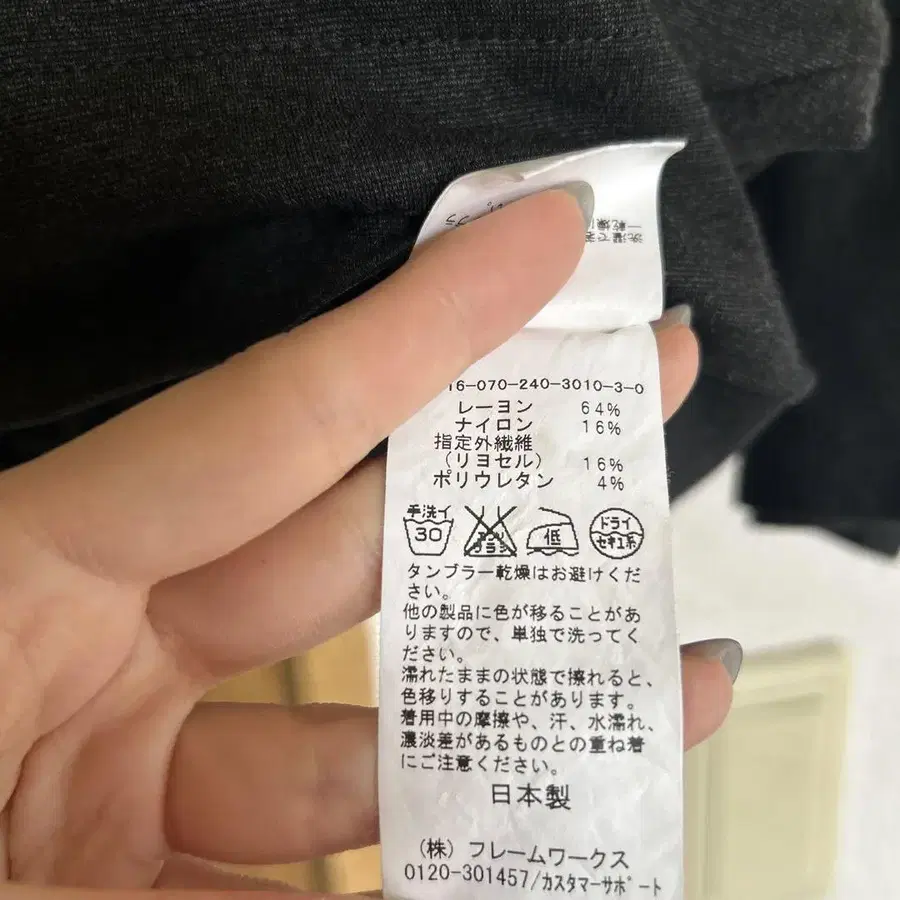 16-070-240-3010-3-0
レーヨン 64%
ナイロン 16%
指定外繊維
(リヨセル) 16%
ポリウレタン 4%
手洗イ
30
エンソ
サラシ
低
ドライ
セキユ系
タンブラー乾燥はお避けくだ
さい。
他の製品に色が移ることがあ
りますので、単独で洗ってく
ださい。
濡れたままの状態で擦れると、
色移りすることがあります。
着用中の摩擦や、汗、水濡れ、
濃淡差があるものとの重ね着
にご注意ください。
日本製
(株) フレームワークス
0120-301457/カスタマーサポート